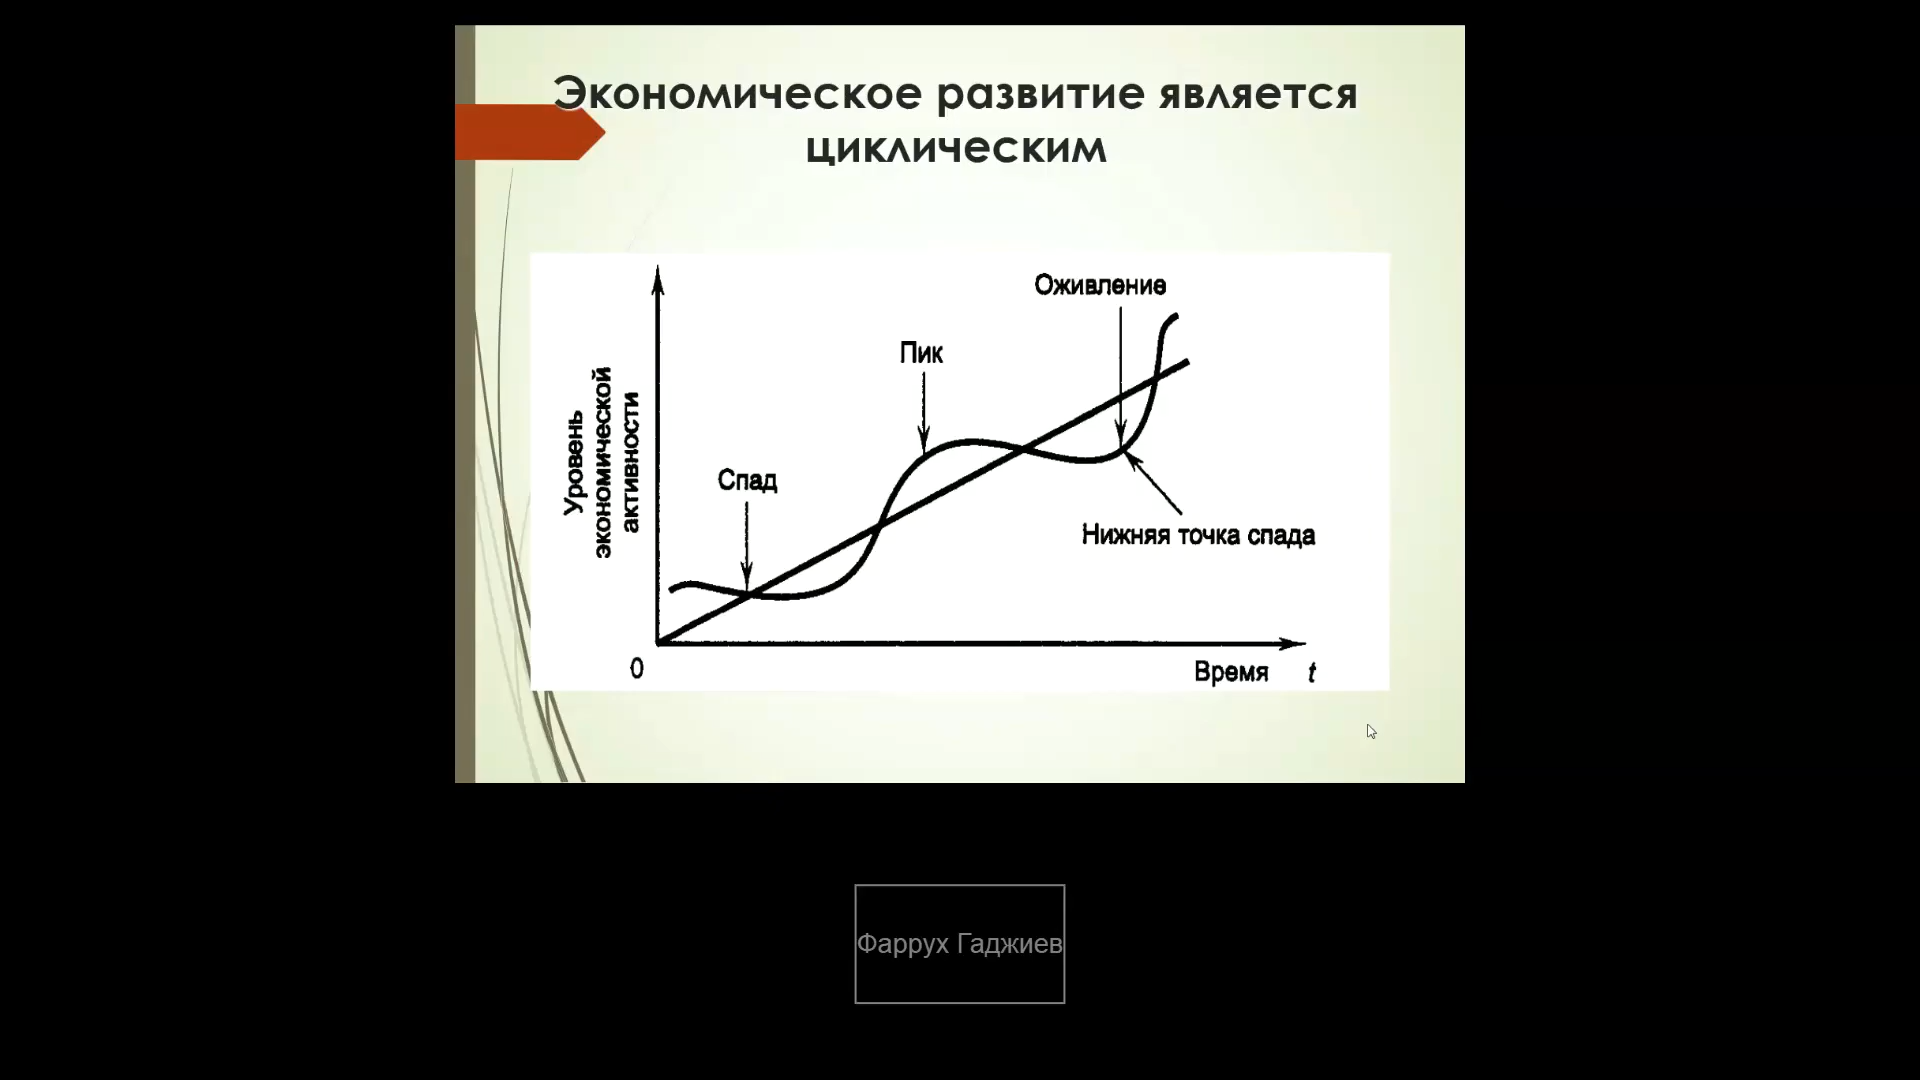 Экономическое развитие является
циклическим
Оживление
Пик
Уровень
экономической
активности
Спад
Нижняя точка спада
0
Время t
Фаррух Гаджиев